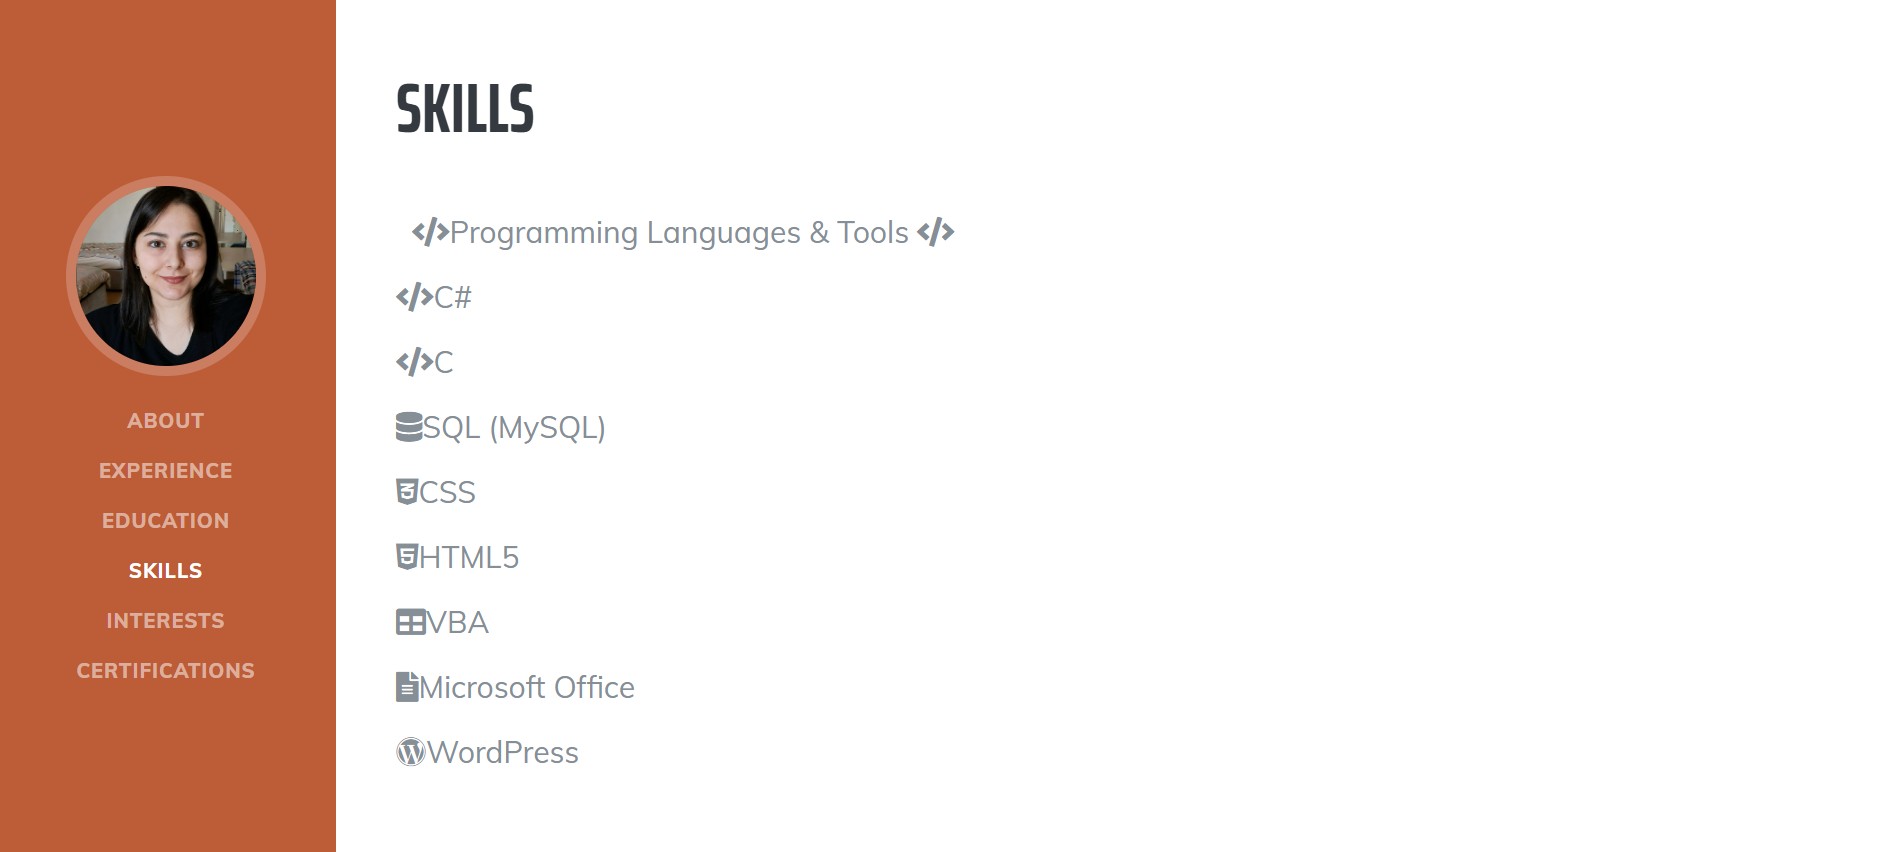 ABOUT
EXPERIENCE
EDUCATION
SKILLS
INTERESTS
CERTIFICATIONS
SKILLS
Programming Languages & Tools
C#
C
SQL (MySQL)
CSS
HTML5
VBA
Microsoft Office
WordPress